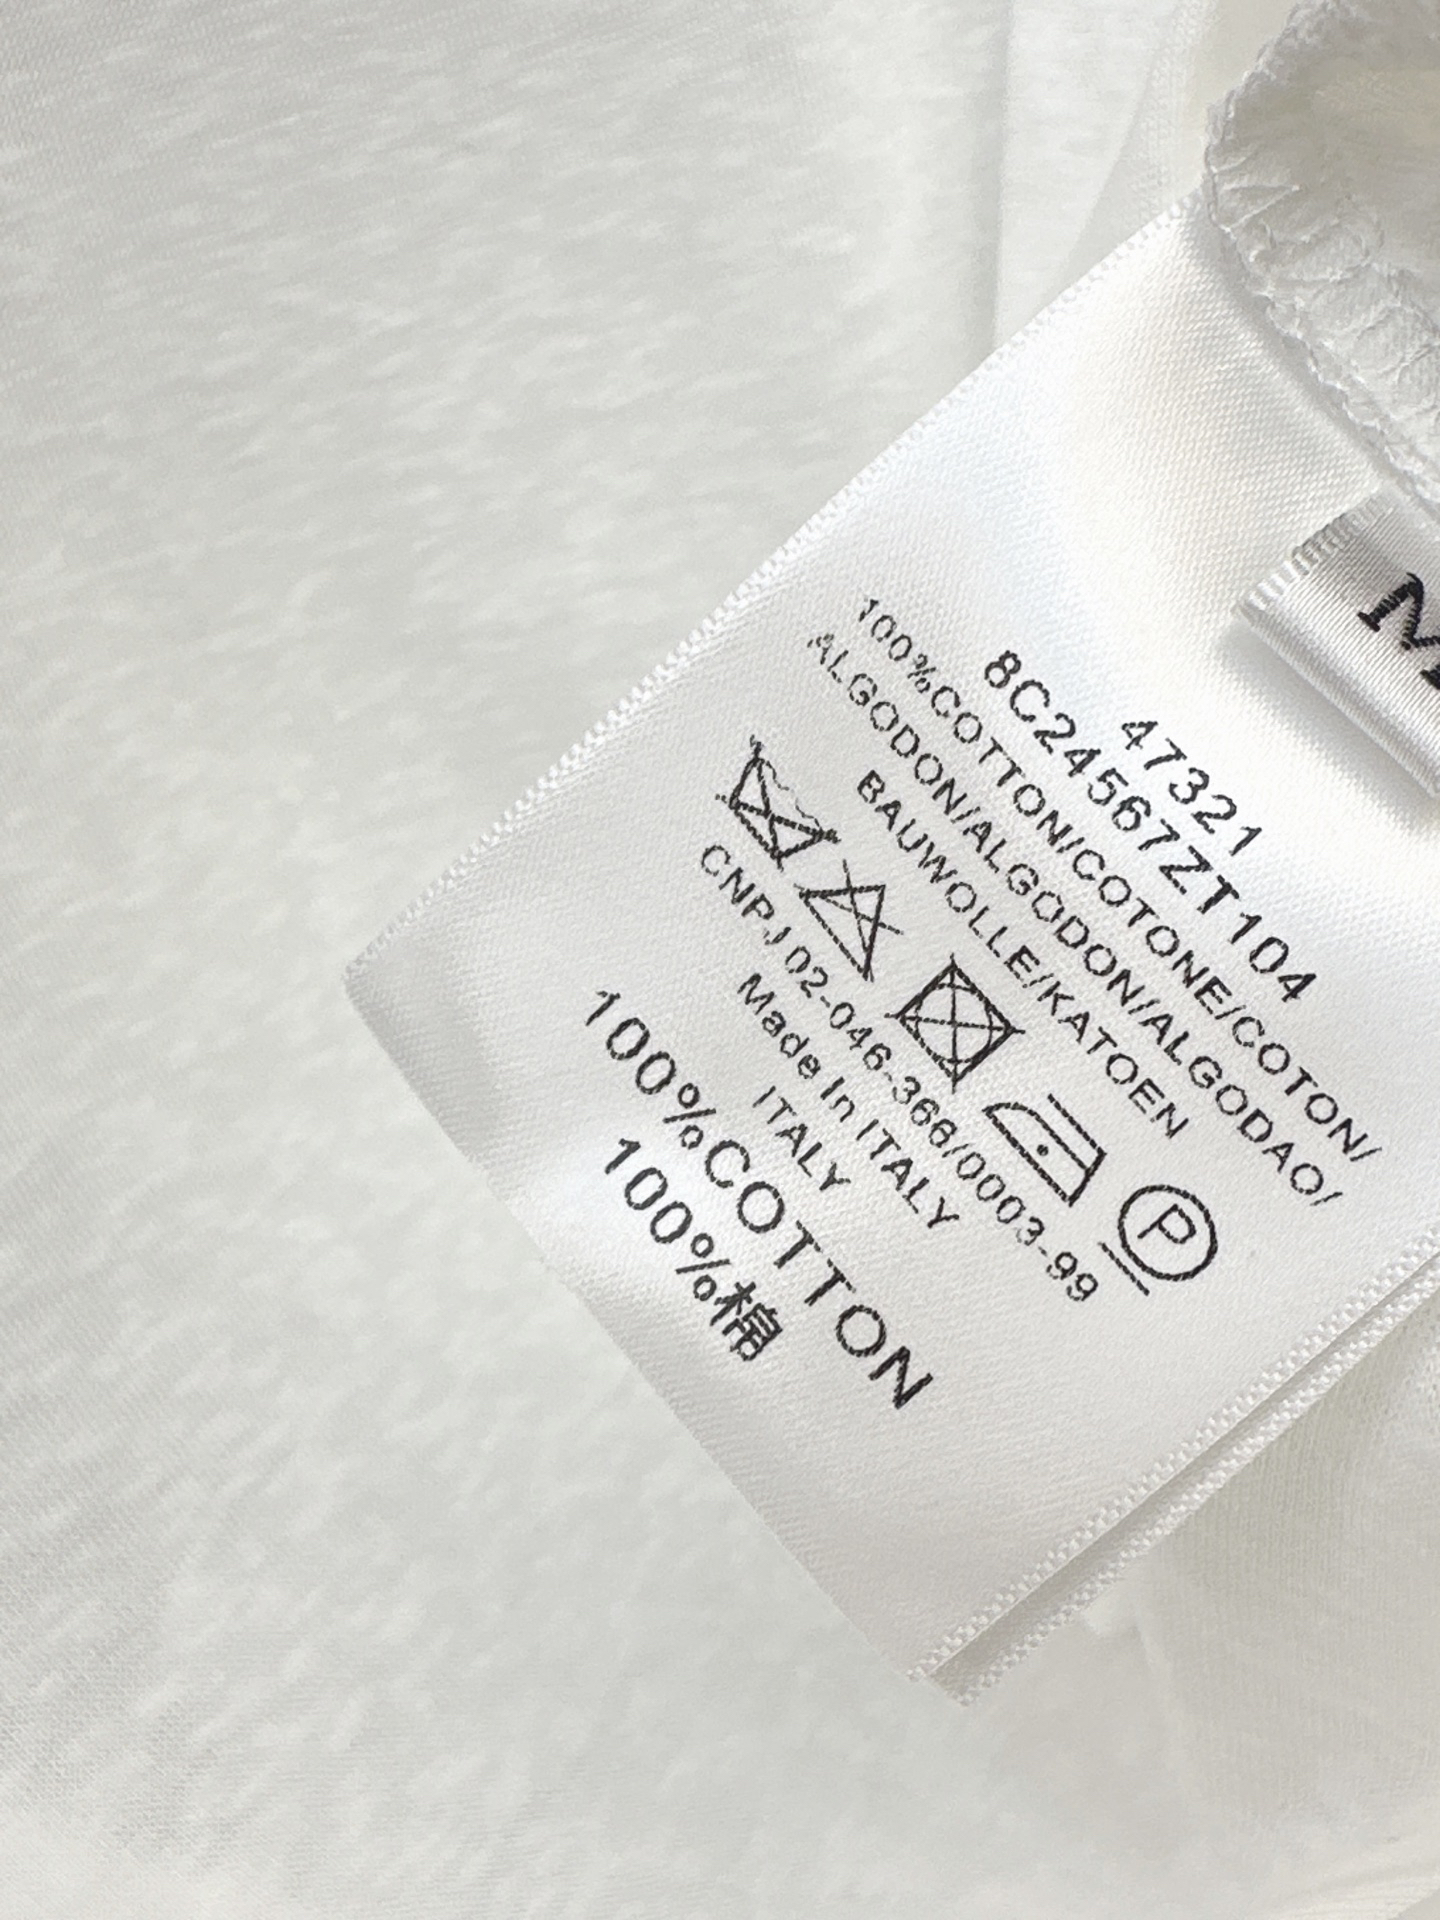 M
47321
8C24567ZT104
100%COTTON/COTONE/COTON/
ALGODON/ALGODON/ALGODAO/
BAUWOLLE/KATOEN
P
CNPJ 02-046-366/0003-99
Made In ITALY
ITALY
100%COTTON
100%棉